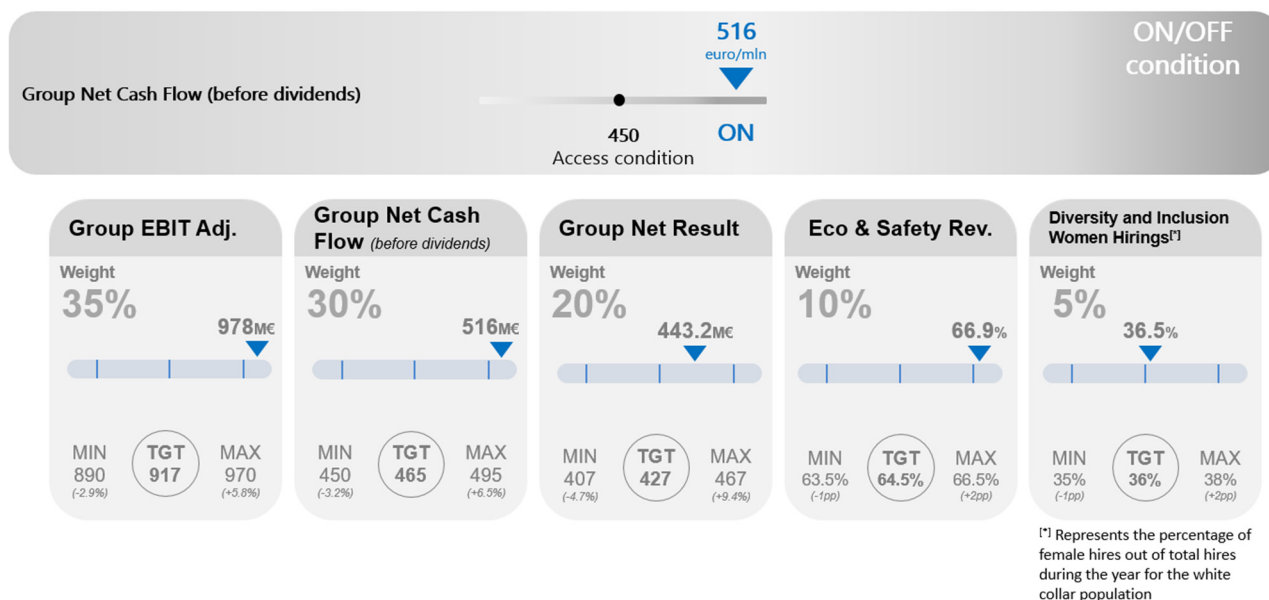 516
euro/mln
ON/OFF
condition
Group Net Cash Flow (before dividends)
450
ON
Access condition
Group EBIT Adj.
Weight
35%
978M€
MIN
890
(-2.9%)
TGT
917
MAX
970
(+5.8%)
Group Net Cash
Flow (before dividends)
Weight
30%
516M€
MIN
450
(-3.2%)
TGT
465
MAX
495
(+6.5%)
Group Net Result
Weight
20%
443.2M€
MIN
407
(-4.7%)
TGT
427
MAX
467
(+9.4%)
Eco & Safety Rev.
Weight
10%
66.9%
MIN
63.5%
(-1pp)
TGT
64.5%
MAX
66.5%
(+2pp)
Diversity and Inclusion
Women Hirings[*]
Weight
5%
36.5%
MIN
35%
(-1pp)
TGT
36%
MAX
38%
(+2pp)
[*] Represents the percentage of
female hires out of total hires
during the year for the white
collar population